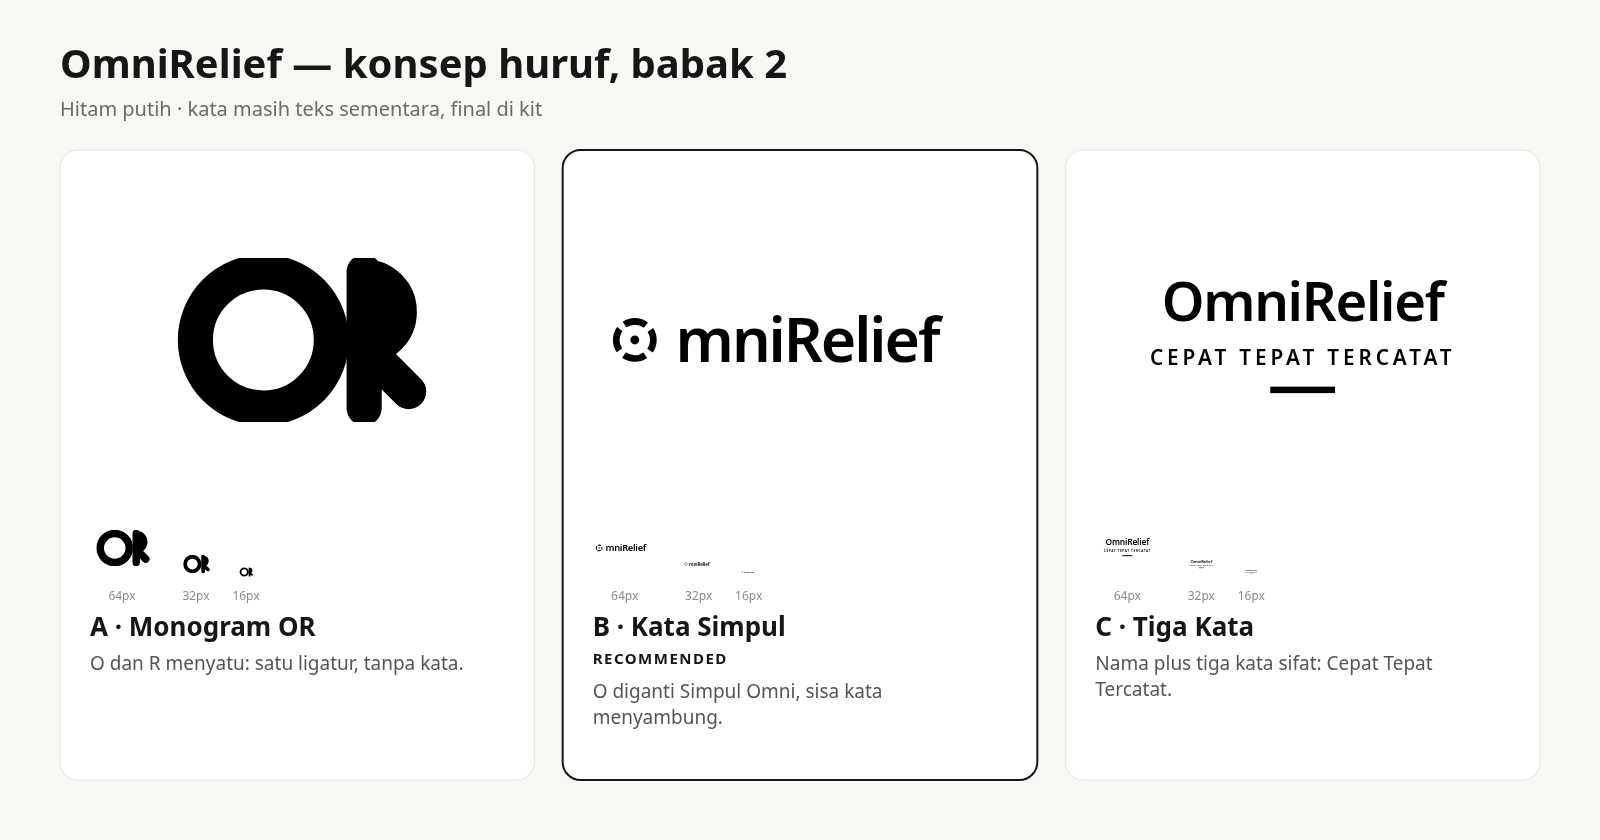 OmniRelief — konsep huruf, babak 2
Hitam putih · kata masih teks sementara, final di kit
OR
OR OR OR
64px 32px 16px
A · Monogram OR
O dan R menyatu: satu ligatur, tanpa kata.
mniRelief
mniRelief mniRelief
64px 32px 16px
B · Kata Simpul
RECOMMENDED
O diganti Simpul Omni, sisa kata
menyambung.
OmniRelief
CEPAT TEPAT TERCATAT
OmniRelief OmniRelief
CEPAT TEPAT TERCATAT
64px 32px 16px
C · Tiga Kata
Nama plus tiga kata sifat: Cepat Tepat
Tercatat.